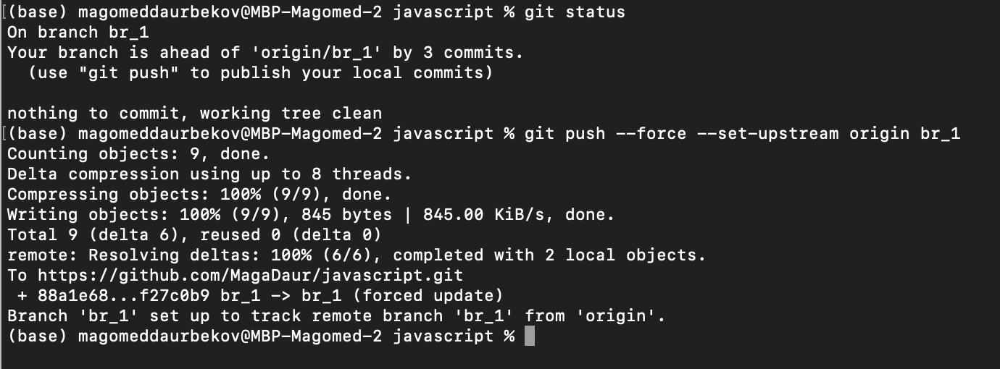 [(base) magomeddaurbekov@MBP-Magomed-2 javascript % git status
On branch br_1
Your branch is ahead of 'origin/br_1' by 3 commits.
  (use "git push" to publish your local commits)

nothing to commit, working tree clean
[(base) magomeddaurbekov@MBP-Magomed-2 javascript % git push --force --set-upstream origin br_1
Counting objects: 9, done.
Delta compression using up to 8 threads.
Compressing objects: 100% (9/9), done.
Writing objects: 100% (9/9), 845 bytes | 845.00 KiB/s, done.
Total 9 (delta 6), reused 0 (delta 0)
remote: Resolving deltas: 100% (6/6), completed with 2 local objects.
To https://github.com/MagaDaur/javascript.git
 + 88a1e68...f27c0b9 br_1 -> br_1 (forced update)
Branch 'br_1' set up to track remote branch 'br_1' from 'origin'.
(base) magomeddaurbekov@MBP-Magomed-2 javascript %